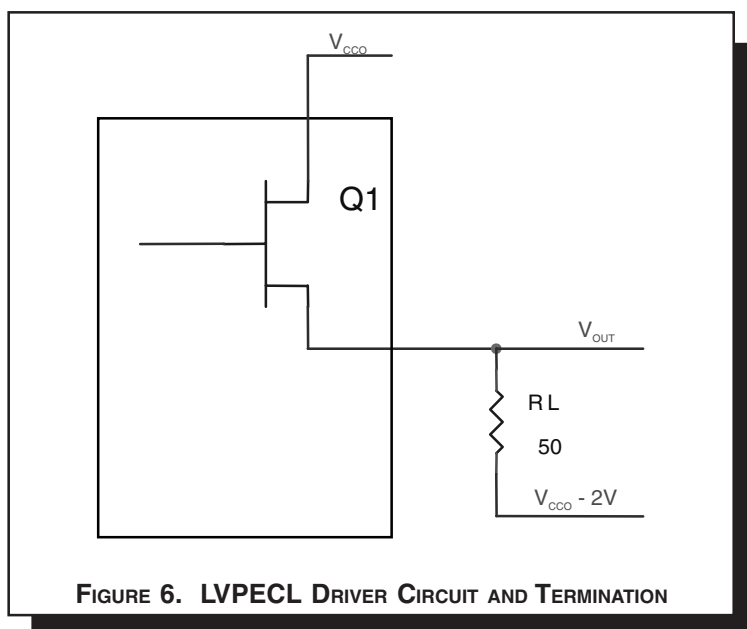 VCCO
Q1
VOUT
RL
50
VCCO - 2V
FIGURE 6. LVPECL DRIVER CIRCUIT AND TERMINATION